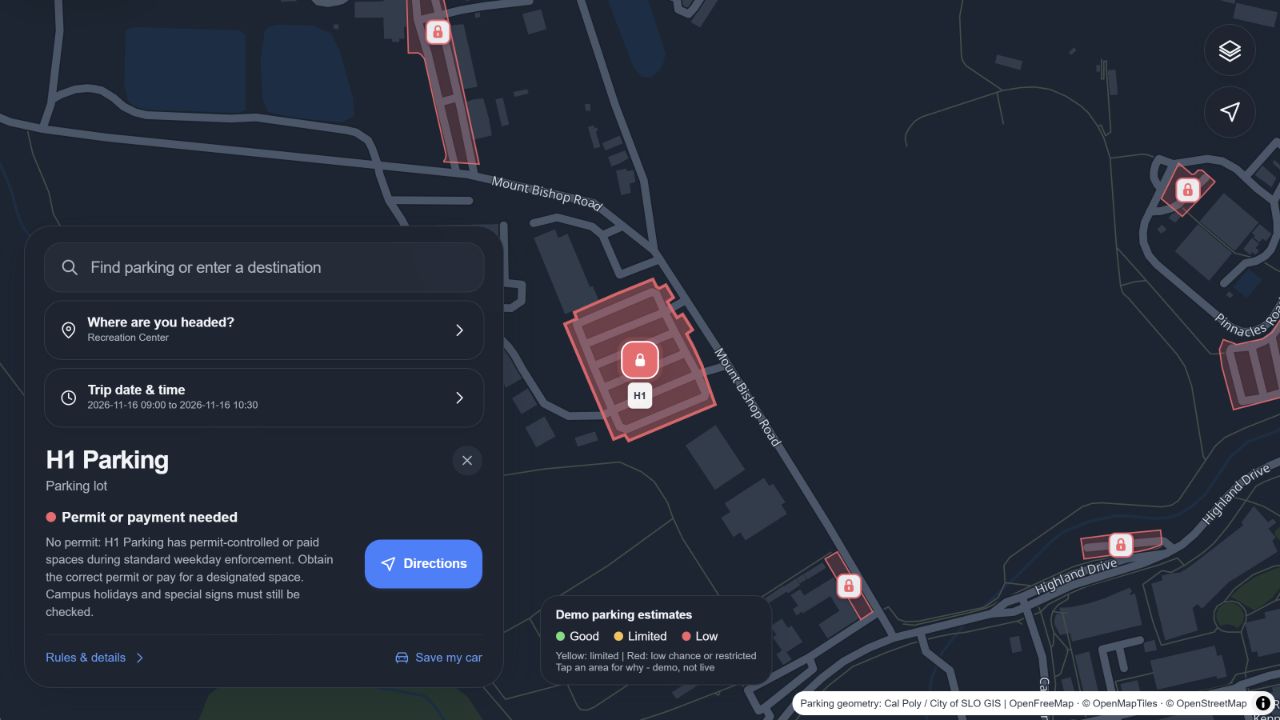 Mount Bishop Road
Find parking or enter a destination
Where are you headed?
Recreation Center
Trip date & time
2026-11-16 09:00 to 2026-11-16 10:30
H1 Parking
Parking lot
Permit or payment needed
No permit: H1 Parking has permit-controlled or paid
spaces during standard weekday enforcement. Obtain
the correct permit or pay for a designated space.
Campus holidays and special signs must still be
checked.
Directions
Rules & details
Save my car
H1
Mount Bishop Road
Pinnacles Roa
Highland Drive
Highland Drive
Demo parking estimates
Good
Limited
Low
Yellow: limited | Red: low chance or restricted
Tap an area for why - demo, not live
Parking geometry: Cal Poly / City of SLO GIS | OpenFreeMap · © OpenMapTiles · © OpenStreetMap